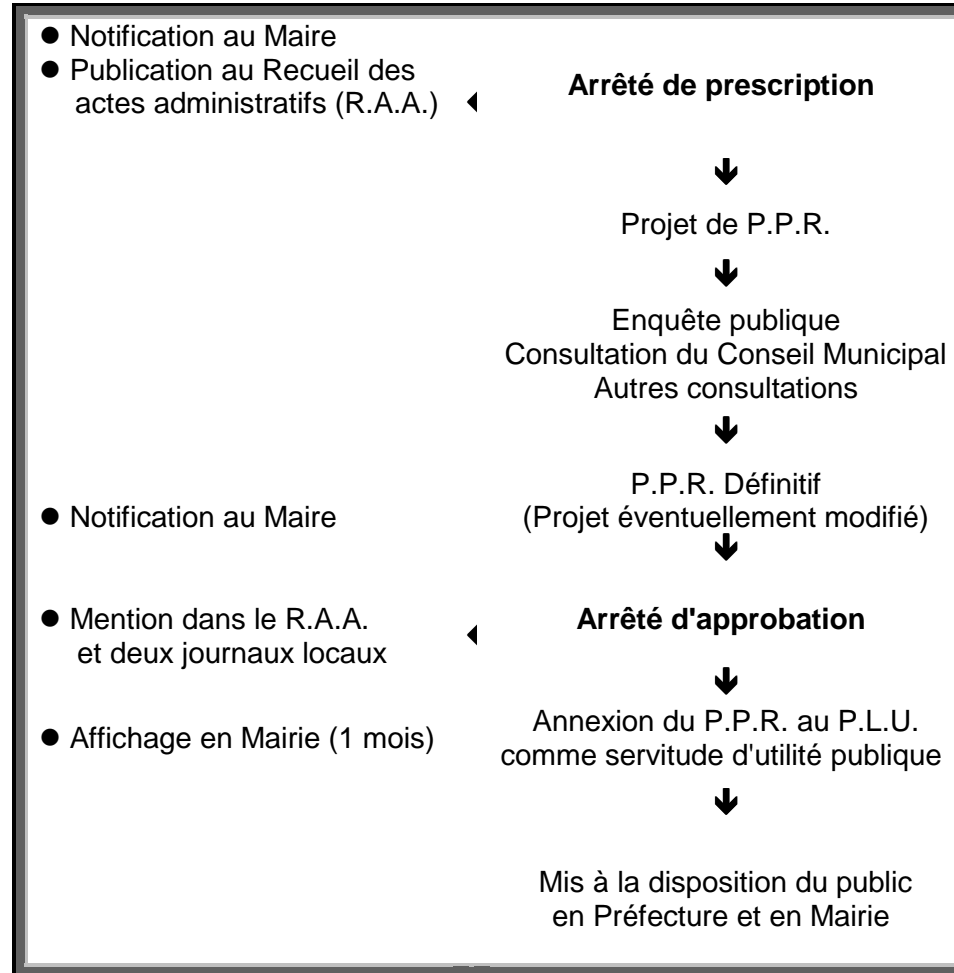 ● Notification au Maire
● Publication au Recueil des
actes administratifs (R.A.A.)
Arrêté de prescription
Projet de P.P.R.
Enquête publique
Consultation du Conseil Municipal
Autres consultations
P.P.R. Définitif
(Projet éventuellement modifié)
● Notification au Maire
● Mention dans le R.A.A.
et deux journaux locaux
Arrêté d'approbation
● Affichage en Mairie (1 mois)
Annexion du P.P.R. au P.L.U.
comme servitude d'utilité publique
Mis à la disposition du public
en Préfecture et en Mairie